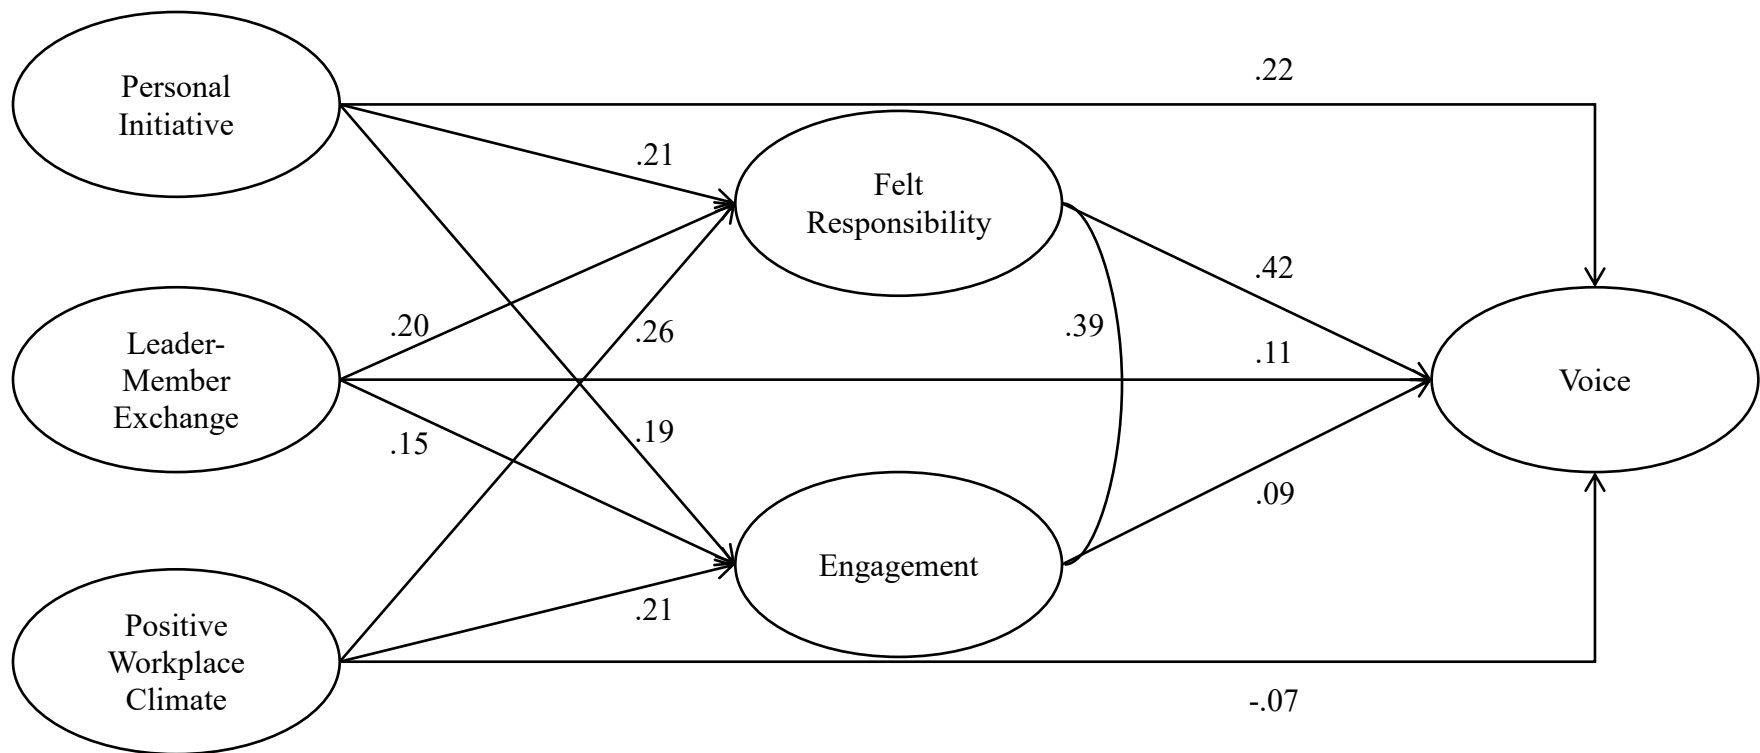 Personal
Initiative
.22
.21
Felt
Responsibility
.42
Leader-
Member
Exchange
.20
.26
.39
.11
Voice
.15
.19
.09
Engagement
.21
Positive
Workplace
Climate
-.07